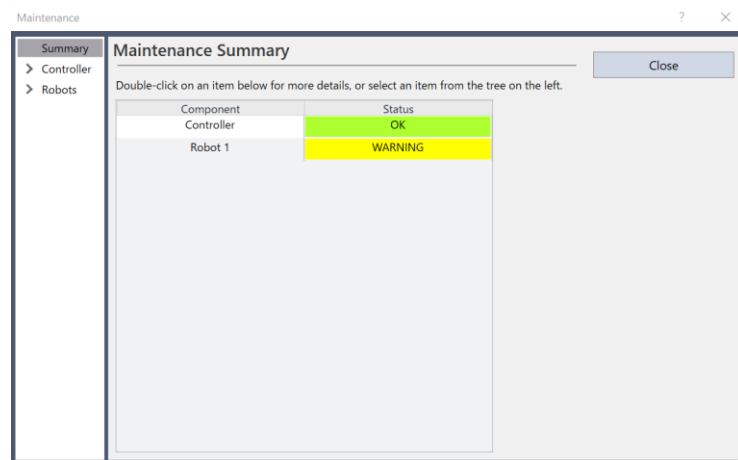 Maintenance
?
Summary
Controller
Robots
Maintenance Summary
Close
Double-click on an item below for more details, or select an item from the tree on the left.
Component Status
Controller OK
Robot 1 WARNING